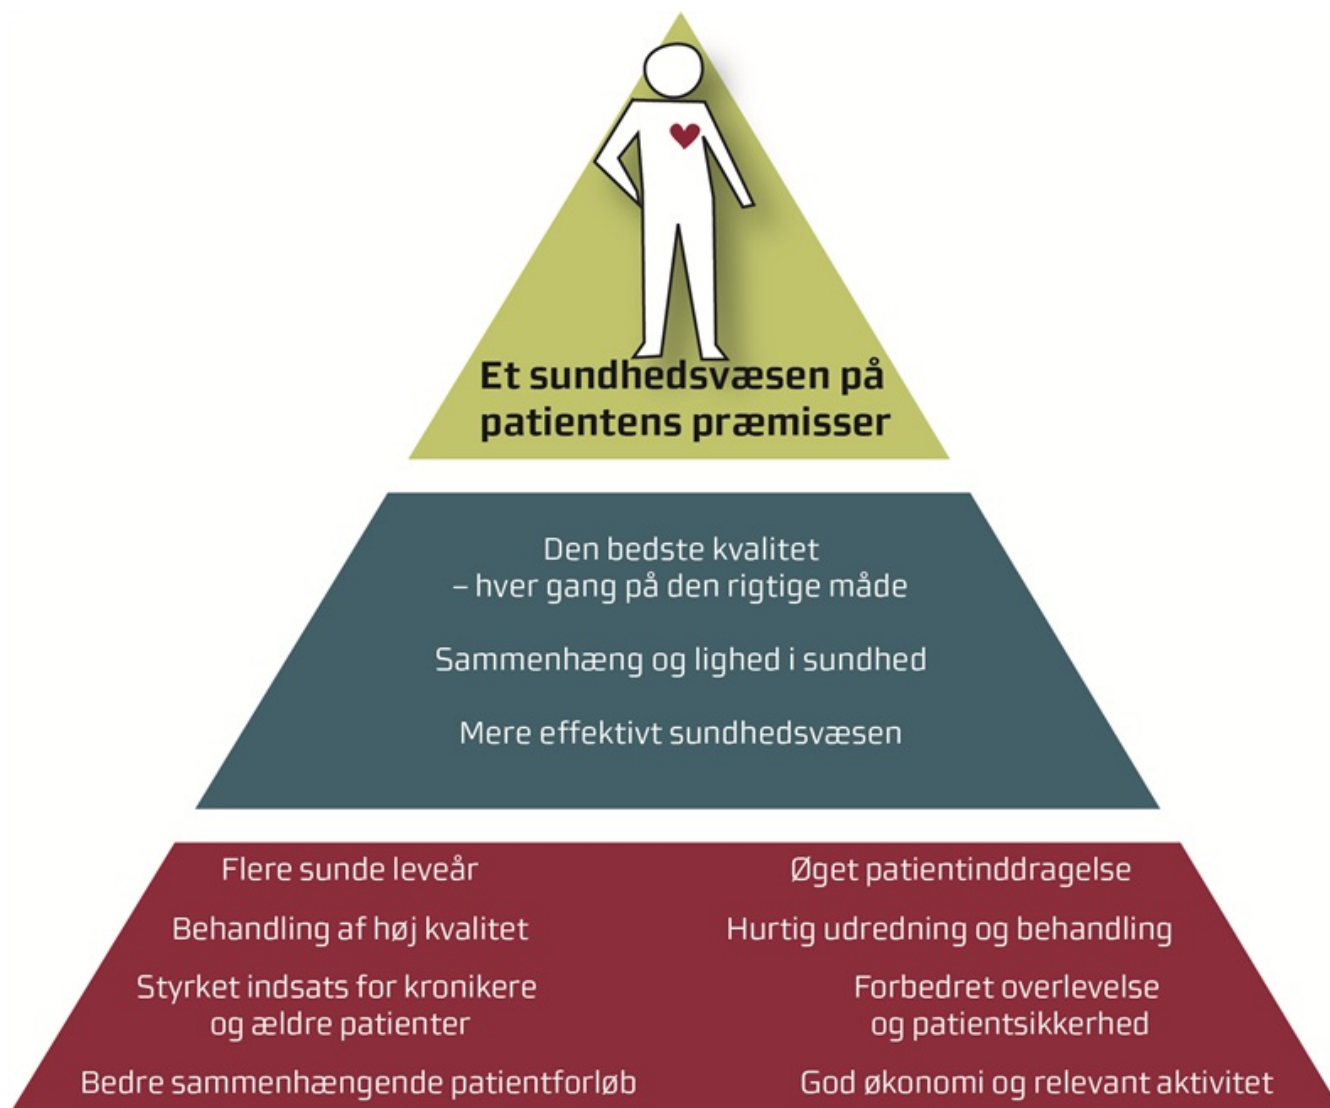 Et sundhedsvæsen på
patientens præmisser
Den bedste kvalitet
– hver gang på den rigtige måde
Sammenhæng og lighed i sundhed
Mere effektivt sundhedsvæsen
Flere sunde leveår
Behandling af høj kvalitet
Styrket indsats for kronikere
og ældre patienter
Bedre sammenhængende patientforløb
Øget patientinddragelse
Hurtig udredning og behandling
Forbedret overlevelse
og patientsikkerhed
God økonomi og relevant aktivitet